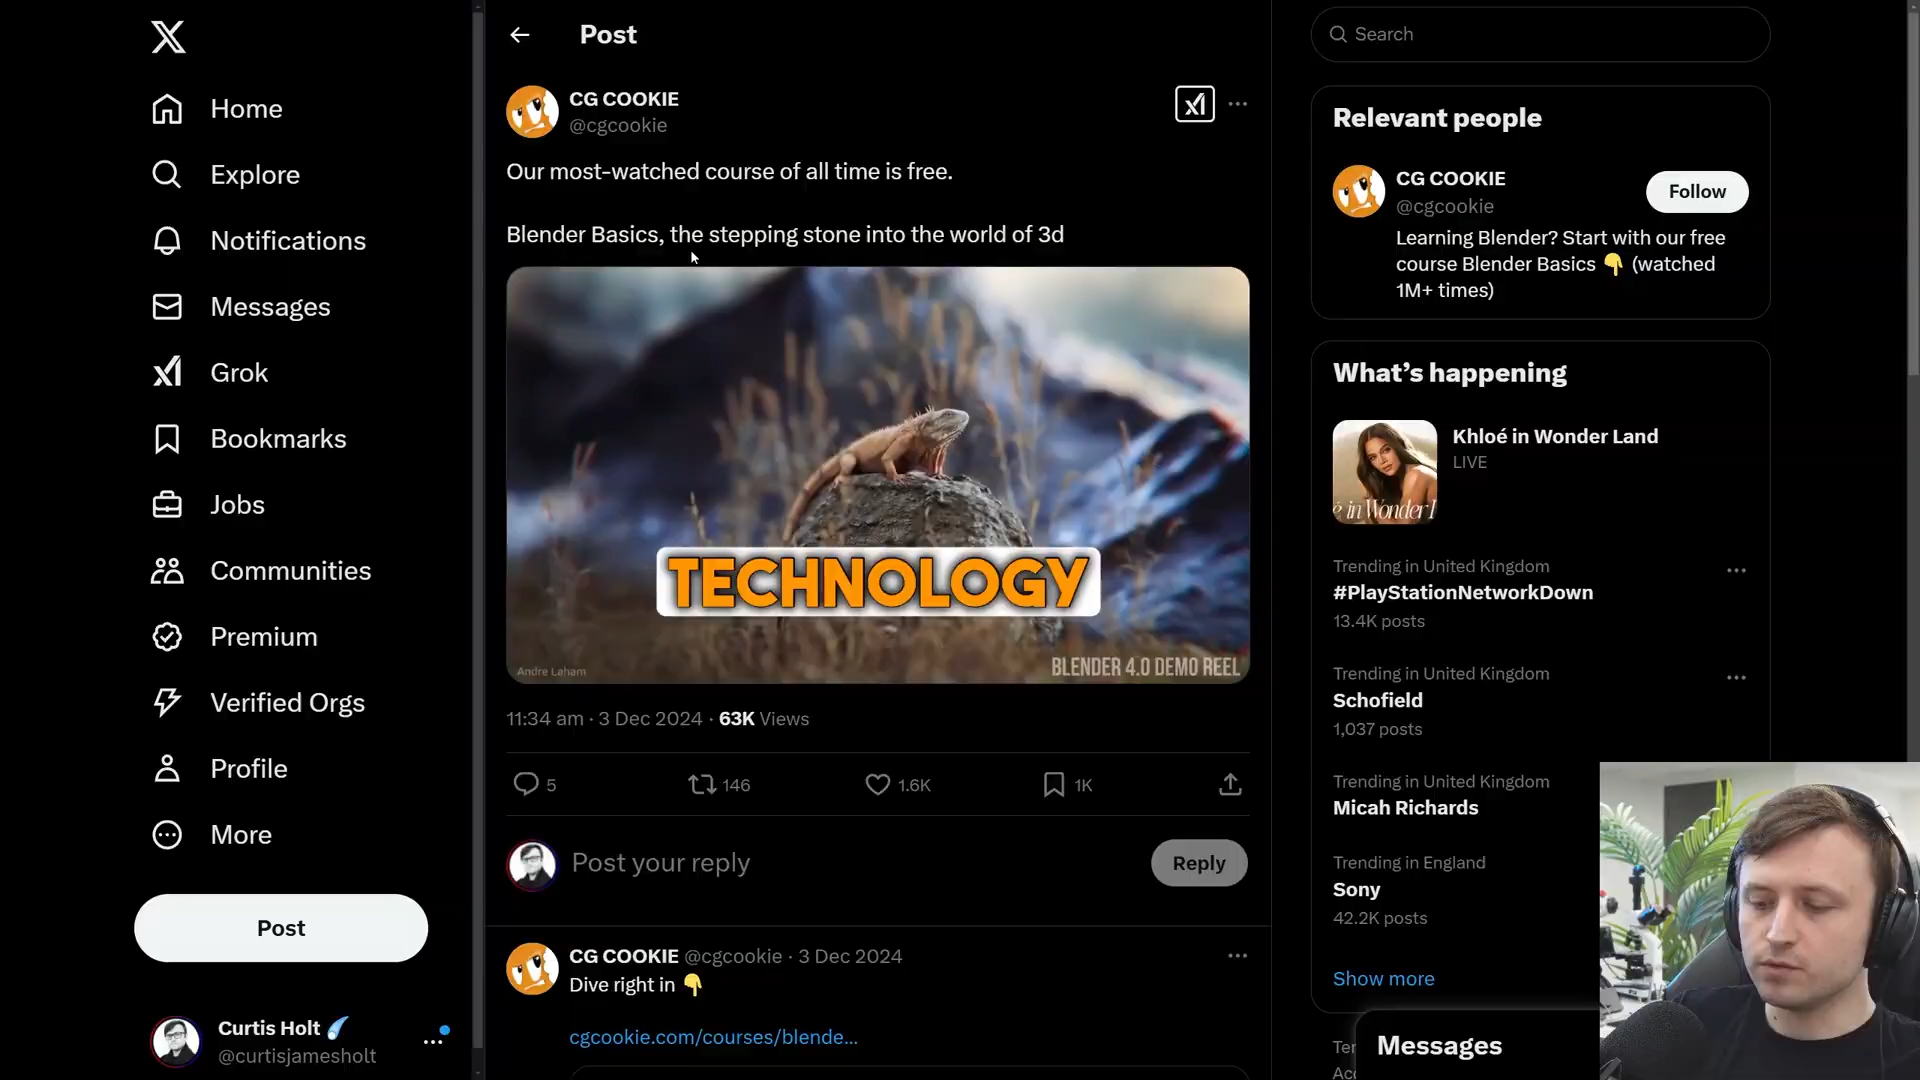 Home
Explore
Notifications
Messages
Grok
Bookmarks
Jobs
Communities
Premium
Verified Orgs
Profile
More
Post
Curtis Holt
@curtisjamesholt
Post
CG COOKIE
@cgcookie
Our most-watched course of all time is free.
Blender Basics, the stepping stone into the world of 3d
TECHNOLOGY
Andre Laham
BLENDER 4.0 DEMO REEL
11:34 am · 3 Dec 2024 · 63K Views
5
146
1.6K
1K
Post your reply
Reply
CG COOKIE @cgcookie · 3 Dec 2024
Dive right in 👇
cgcookie.com/courses/blende…
Search
Relevant people
CG COOKIE
@cgcookie
Follow
Learning Blender? Start with our free
course Blender Basics 👇 (watched
1M+ times)
What’s happening
Khloé in Wonder Land
LIVE
é in Wonder
Trending in United Kingdom
#PlayStationNetworkDown
13.4K posts
Trending in United Kingdom
Schofield
1,037 posts
Trending in United Kingdom
Micah Richards
Trending in England
Sony
42.2K posts
Show more
Messages